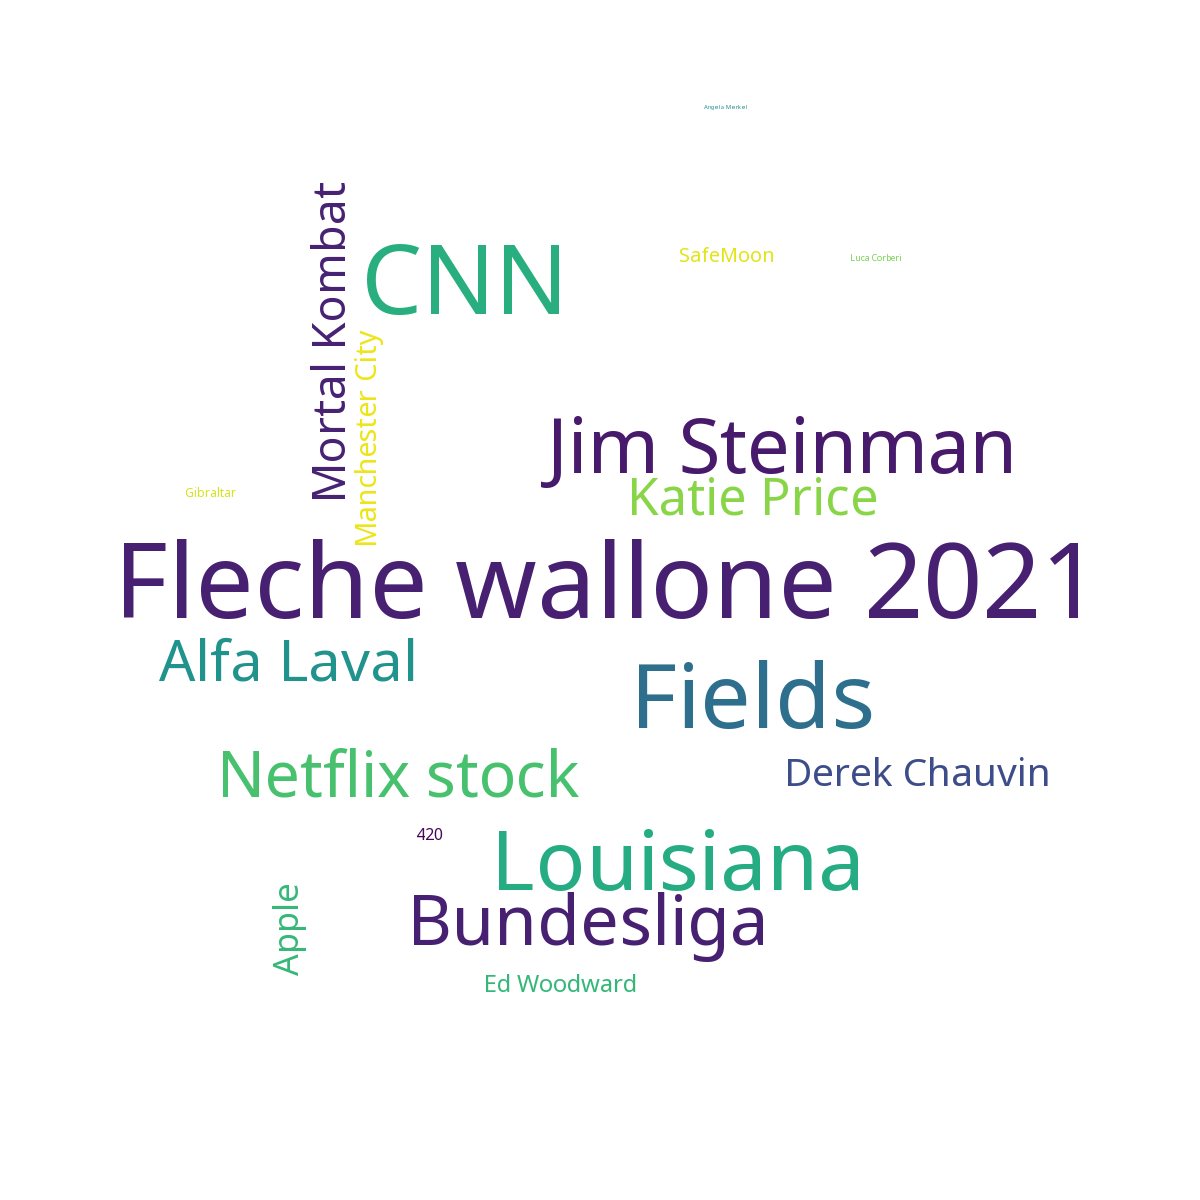 Angela Merkel
Mortal Kombat
CNN
SafeMoon
Luca Corberi
Manchester City
Jim Steinman
Katie Price
Gibraltar
Fleche wallone 2021
Alfa Laval
Fields
Netflix stock
Derek Chauvin
420
Louisiana
Apple
Bundesliga
Ed Woodward